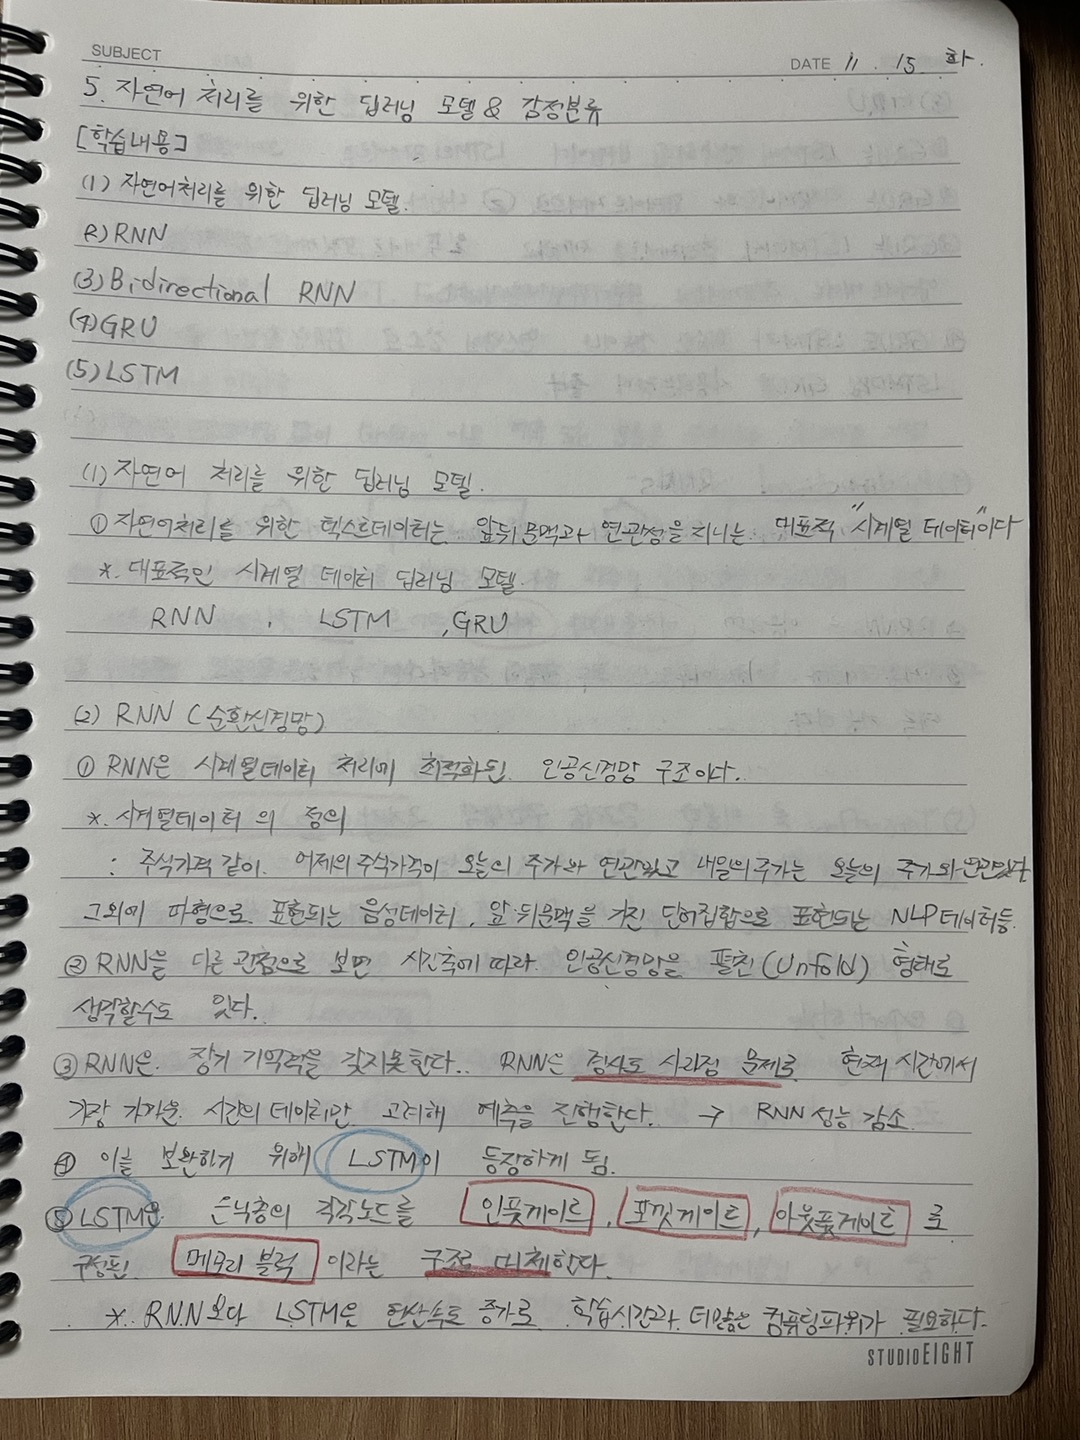 SUBJECT
DATE 11 . 15 . 화.
5. 자연어 처리를 위한 딥러닝 모델 & 감정분류
[학습내용]
(1) 자연어처리를 위한 딥러닝 모델.
2) RNN
(3) Bidirectional RNN
(4) GRU
(5) LSTM
(1) 자연어 처리를 위한 딥러닝 모델.
① 자연어처리를 위한 텍스트데이터는 앞뒤문맥과 연관성을 지니는 대표적 "시계열 데이터"이다
*. 대표적인 시계열 데이터 딥러닝 모델.
RNN , LSTM , GRU
(2) RNN (순환신경망)
① RNN은 시계열데이터 처리에 최적화된 인공신경망 구조이다.
*. 시계열데이터 의 정의
: 주식가격 같이. 어제의 주식가격이 오늘의 주가와 연관있고 내일의 주가는 오늘의 주가와 연관있다
그외에 파형으로 표현되는 음성데이터, 앞.뒤문맥을 가진 단어집합으로 표현되는 NLP데이터등.
② RNN을 다른관점으로 보면 시간축에 따라. 인공신경망을 펼친(Unfold) 형태로
생각할수도 있다.
③ RNN은. 장기 기억력을 갖지못한다.. RNN은 경사도 사라짐 문제로 현재 시간에서
가장 가까운 시간의 데이터만 고려해 예측을 진행한다. → RNN 성능 감소.
④ 이를 보완하기 위해 LSTM이 등장하게 됨.
⑤ LSTM은 은닉층의 각각노드를 인풋게이트, 포겟게이트, 아웃풋게이트 로
구성된 메모리 블럭 이라는 구조로 대체한다.
*. RNN보다 LSTM은 연산속도 증가로 학습시간과 더많은 컴퓨팅파워가 필요하다.
STUDIO EIGHT